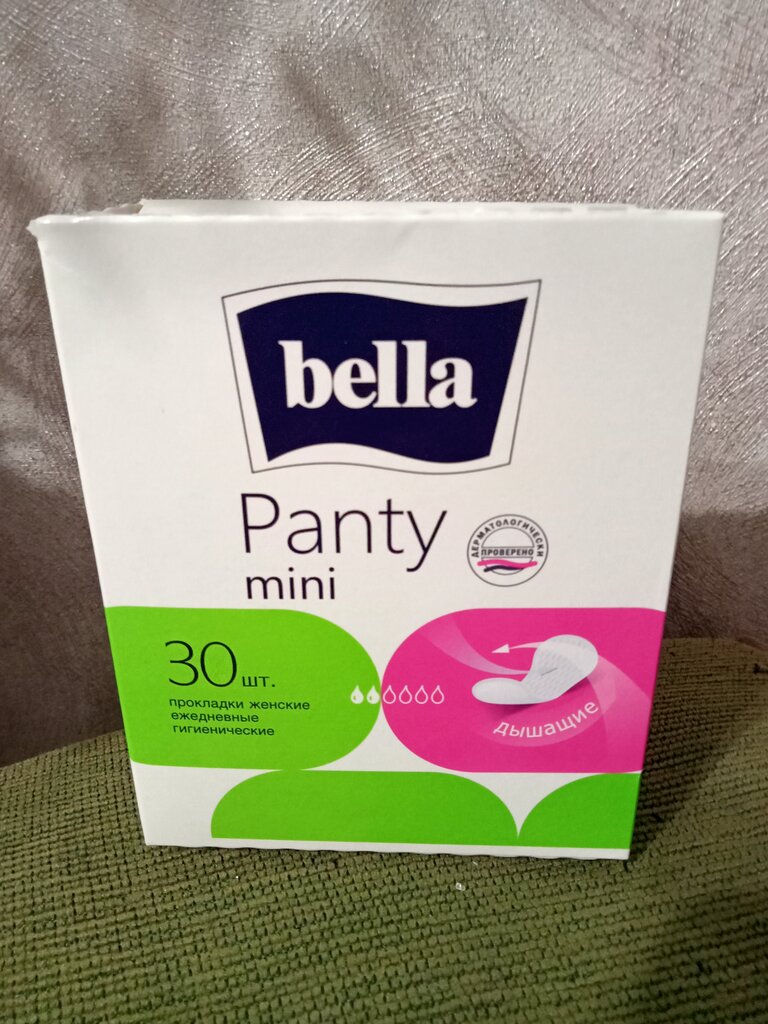 bella
Panty
mini
ДЕРМАТОЛОГИЧЕСКИ
ПРОВЕРЕНО
30 шт.
прокладки женские
ежедневные
гигиенические
дышащие